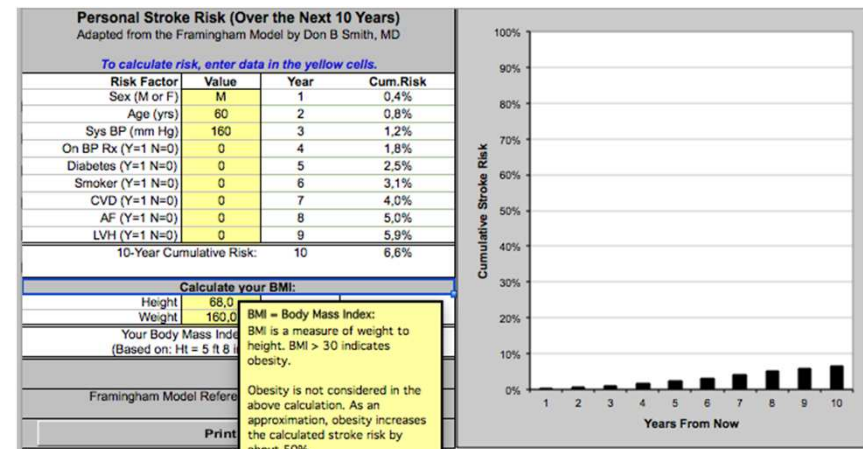 Personal Stroke Risk (Over the Next 10 Years)
Adapted from the Framingham Model by Don B Smith, MD
To calculate risk, enter data in the yellow cells.
Risk Factor Value Year Cum.Risk
Sex (M or F) M 1 0,4%
Age (yrs) 60 2 0,8%
Sys BP (mm Hg) 160 3 1,2%
On BP Rx (Y=1 N=0) 0 4 1,8%
Diabetes (Y=1 N=0) 0 5 2,5%
Smoker (Y=1 N=0) 0 6 3,1%
CVD (Y=1 N=0) 0 7 4,0%
AF (Y=1 N=0) 0 8 5,0%
LVH (Y=1 N=0) 0 9 5,9%
10-Year Cumulative Risk: 10 6,6%
Calculate your BMI:
Height 68,0
Weight 160,0
Your Body Mass Inde
(Based on: Ht = 5 ft 8 i
Framingham Model Refere
Print
BMI = Body Mass Index:
BMI is a measure of weight to
height. BMI > 30 indicates
obesity.
Obesity is not considered in the
above calculation. As an
approximation, obesity increases
the calculated stroke risk by
about 50%
Cumulative Stroke Risk
100%
90%
80%
70%
60%
50%
40%
30%
20%
10%
0%
1 2 3 4 5 6 7 8 9 10
Years From Now